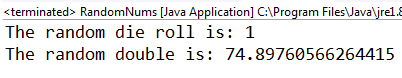 <terminated> RandomNums [Java Application] C:\Program Files\Java\jre1.8
The random die roll is: 1
The random double is: 74.89760566264415